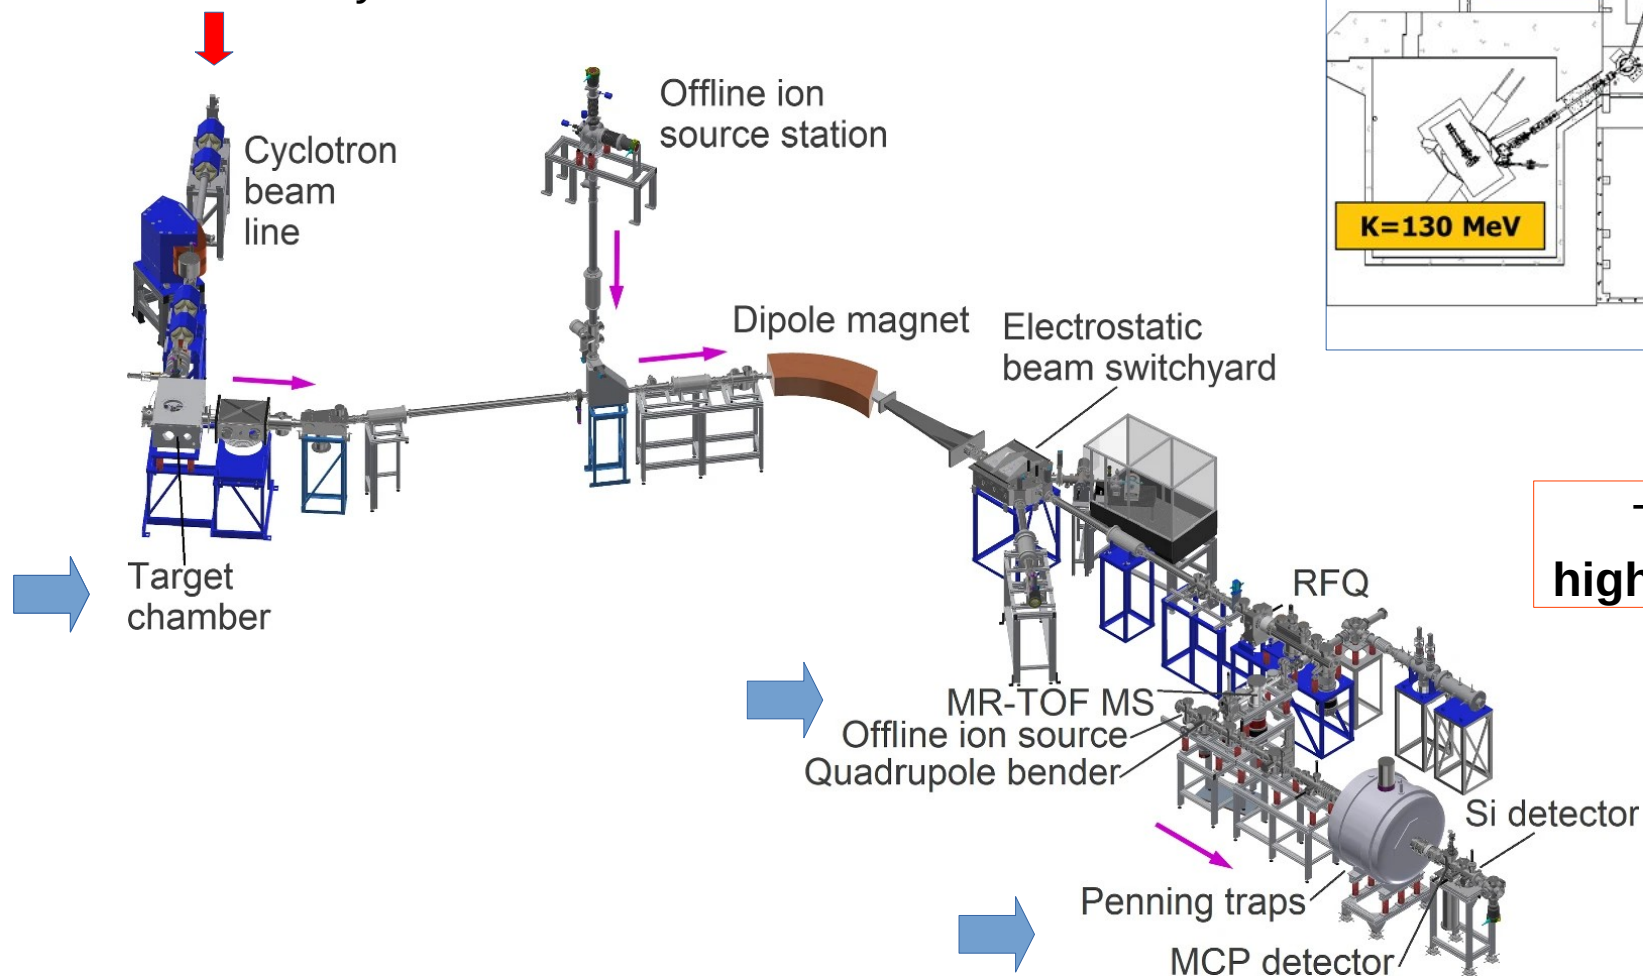 Offline ion
source station
Cyclotron
beam
line
K=130 MeV
Dipole magnet
Electrostatic
beam switchyard
high
Target
chamber
RFQ
MR-TOF MS
Offline ion source
Quadrupole bender
Si detector
Penning traps
MCP detector